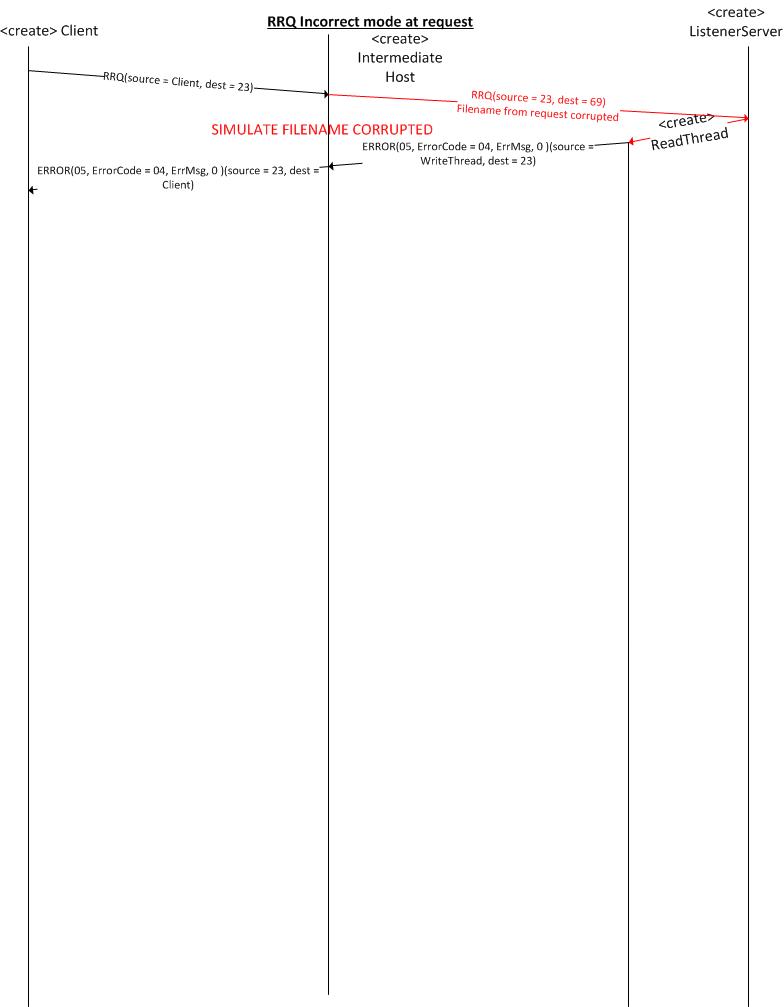 RRQ Incorrect mode at request
<create> Client
<create>
Intermediate
Host
<create>
ListenerServer
RRQ(source = Client, dest = 23)
RRQ(source = 23, dest = 69)
Filename from request corrupted
<create>
ReadThread
SIMULATE FILENAME CORRUPTED
ERROR(05, ErrorCode = 04, ErrMsg, 0 )(source =
WriteThread, dest = 23)
ERROR(05, ErrorCode = 04, ErrMsg, 0 )(source = 23, dest =
Client)